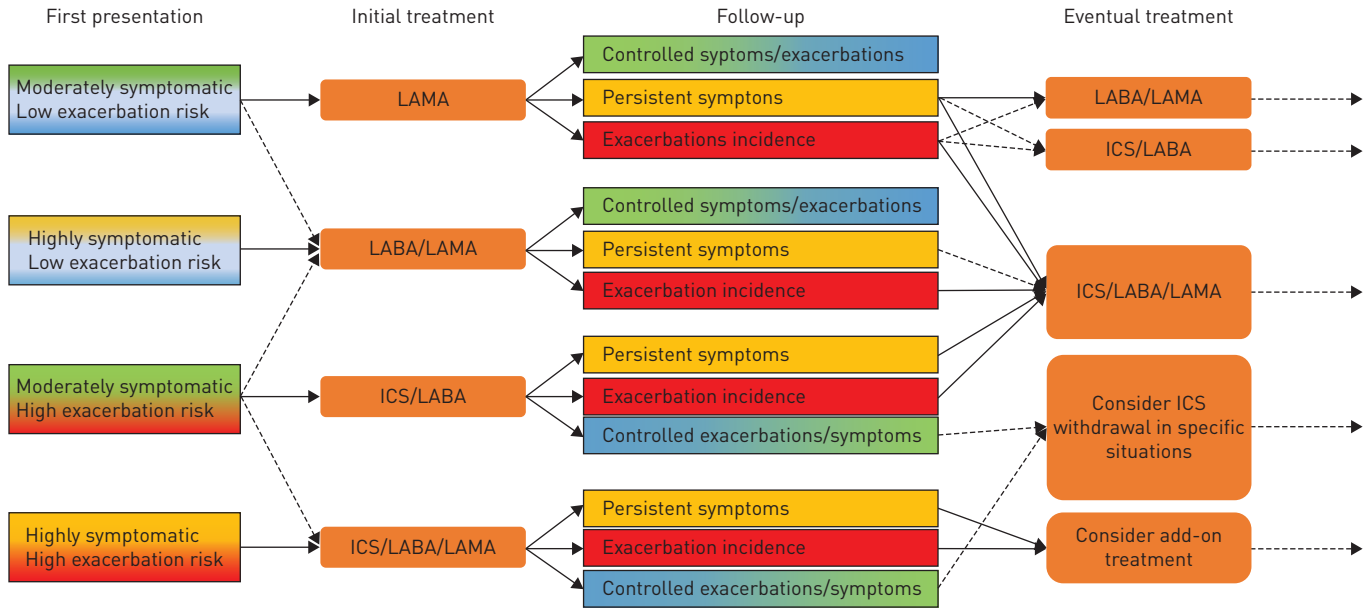 First presentation
Initial treatment
Follow-up
Eventual treatment
Moderately symptomatic
Low exacerbation risk
Highly symptomatic
Low exacerbation risk
Moderately symptomatic
High exacerbation risk
Highly symptomatic
High exacerbation risk
LAMA
LABA/LAMA
ICS/LABA
ICS/LABA/LAMA
Controlled syptoms/exacerbations
Persistent symptons
Exacerbations incidence
Controlled symptoms/exacerbations
Persistent symptoms
Exacerbation incidence
Persistent symptoms
Exacerbation incidence
Controlled exacerbations/symptoms
Persistent symptoms
Exacerbation incidence
Controlled exacerbations/symptoms
LABA/LAMA
ICS/LABA
ICS/LABA/LAMA
Consider ICS
withdrawal in specific
situations
Consider add-on
treatment